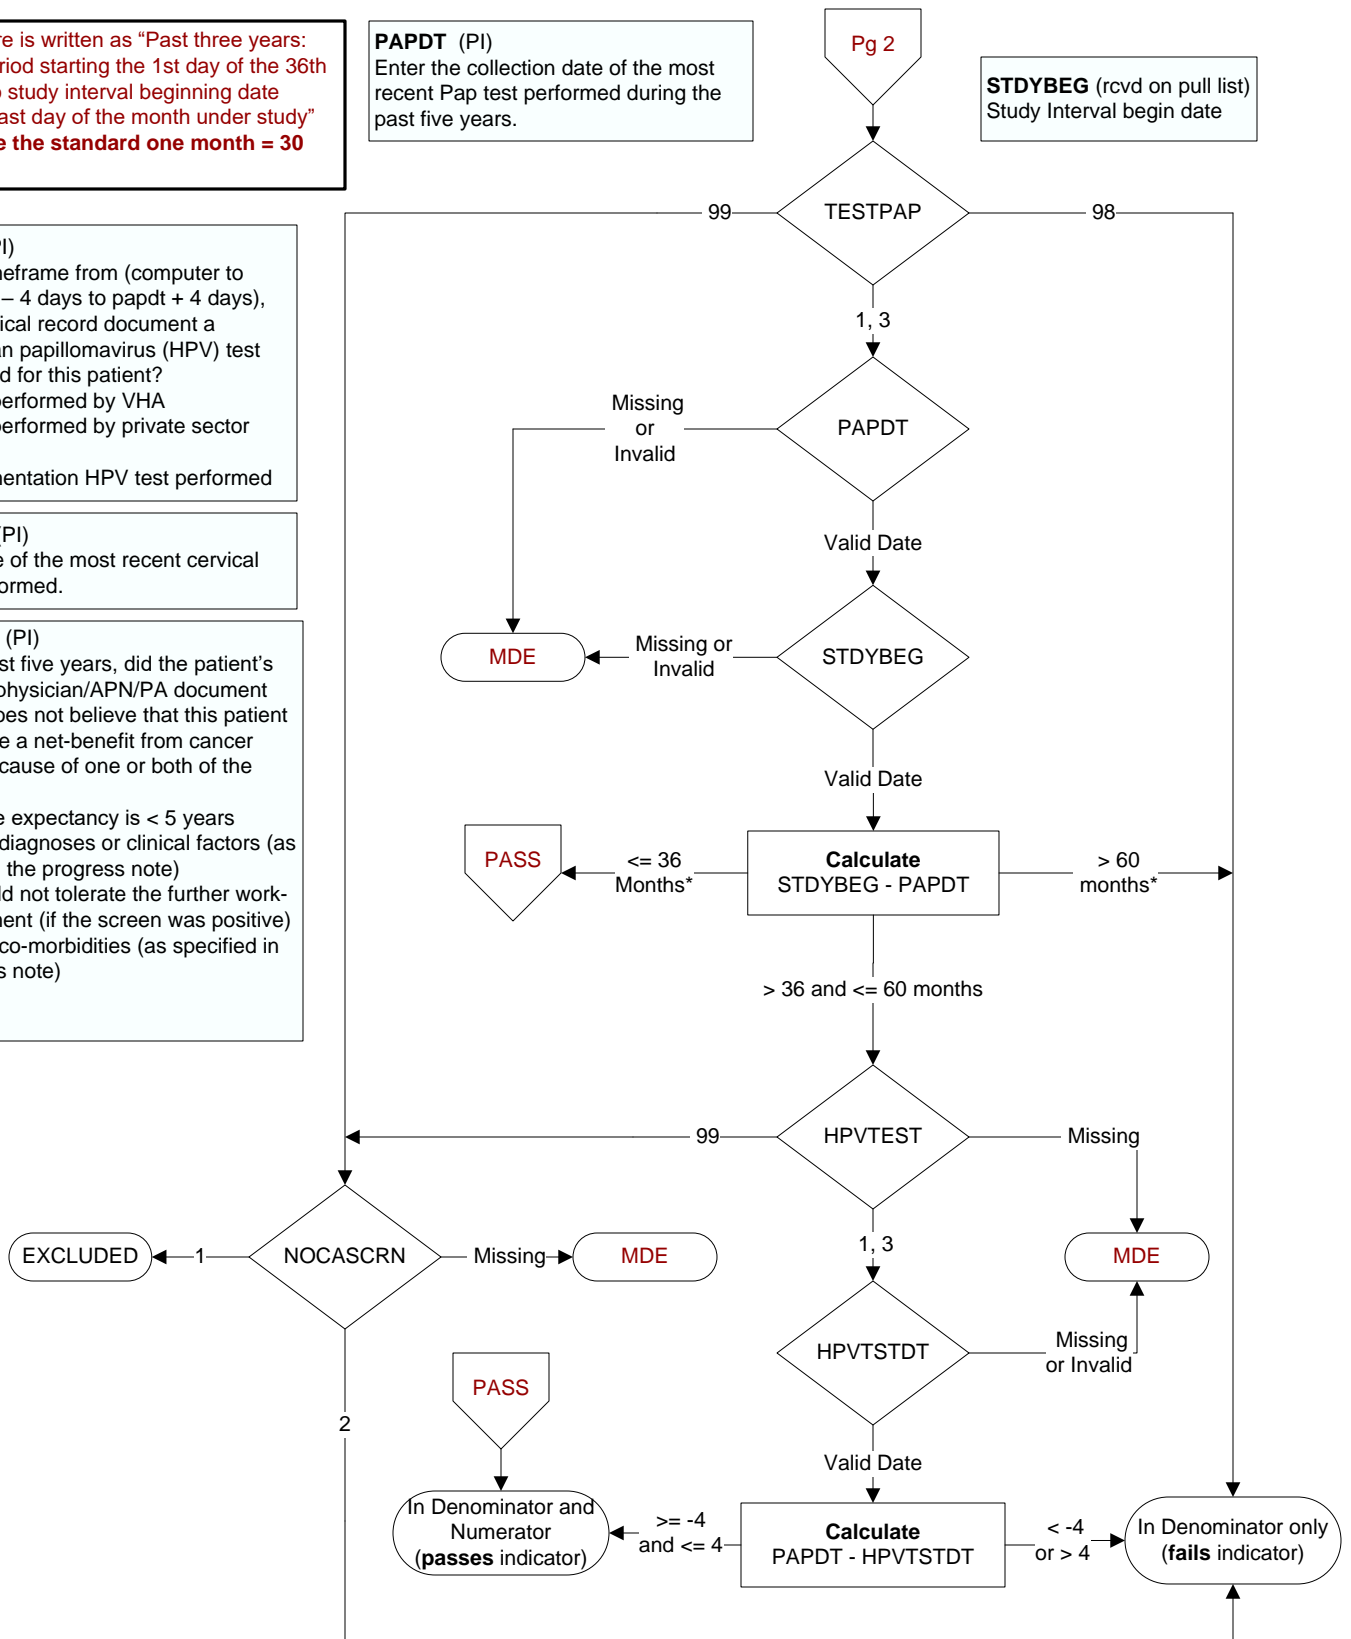 re is written as “Past three years:
riod starting the 1st day of the 36th
o study interval beginning date
ast day of the month under study”
e the standard one month = 30
PAPDT (PI)
Enter the collection date of the most
recent Pap test performed during the
past five years.
Pg 2
STDYBEG (rcvd on pull list)
Study Interval begin date
99
TESTPAP
98
PI)
neframe from (computer to
– 4 days to papdt + 4 days),
ical record document a
an papillomavirus (HPV) test
d for this patient?
performed by VHA
performed by private sector
nentation HPV test performed
1, 3
Missing
or
Invalid
PAPDT
Valid Date
(PI)
e of the most recent cervical
ormed.
MDE
Missing or
Invalid
STDYBEG
(PI)
st five years, did the patient's
physician/APN/PA document
oes not believe that this patient
e a net-benefit from cancer
cause of one or both of the
e expectancy is < 5 years
diagnoses or clinical factors (as
the progress note)
ld not tolerate the further work-
nent (if the screen was positive)
co-morbidities (as specified in
s note)
Valid Date
PASS
<= 36
Months*
Calculate
STDYBEG - PAPDT
> 60
months*
> 36 and <= 60 months
99
HPVTEST
Missing
EXCLUDED
1
NOCASCRN
Missing
MDE
1, 3
MDE
HPVTSTDT
Missing
or Invalid
PASS
2
Valid Date
In Denominator and
Numerator
(passes indicator)
>= -4
and <= 4
Calculate
PAPDT - HPVTSTDT
< -4
or > 4
In Denominator only
(fails indicator)